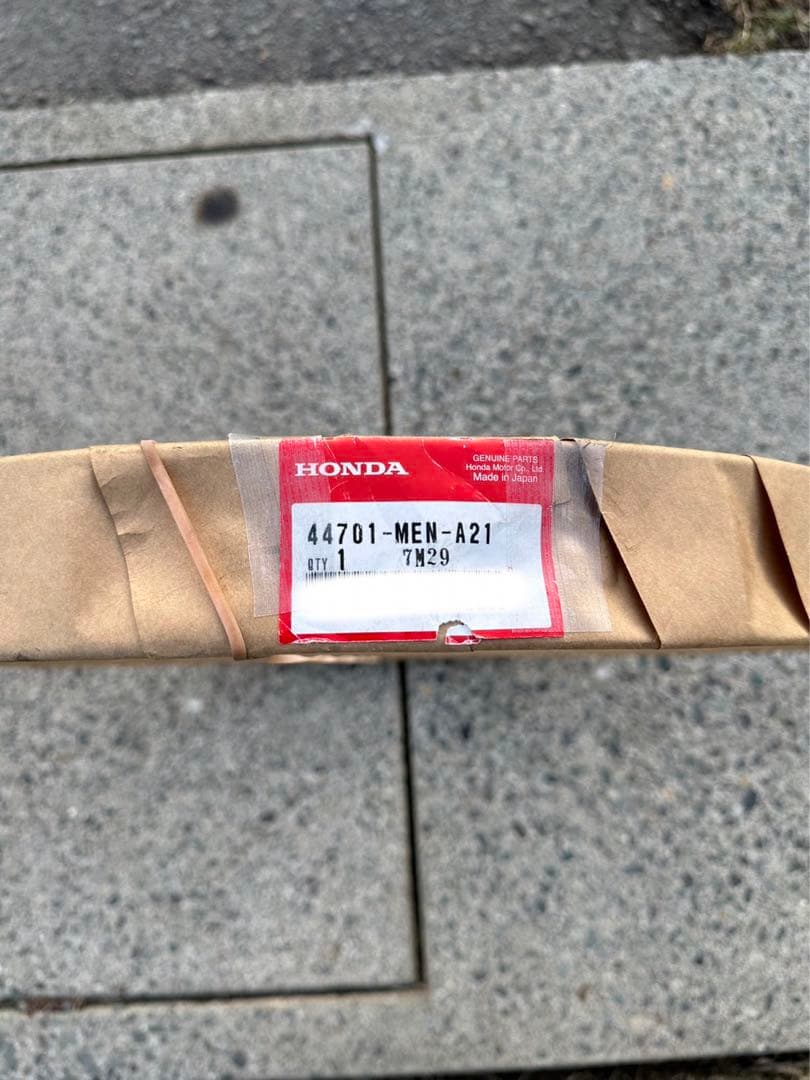 HONDA
GENUINE PARTS
Honda Motor Co., Ltd
Made in Japan
44701-MEN-A21
QTY 1 7M29